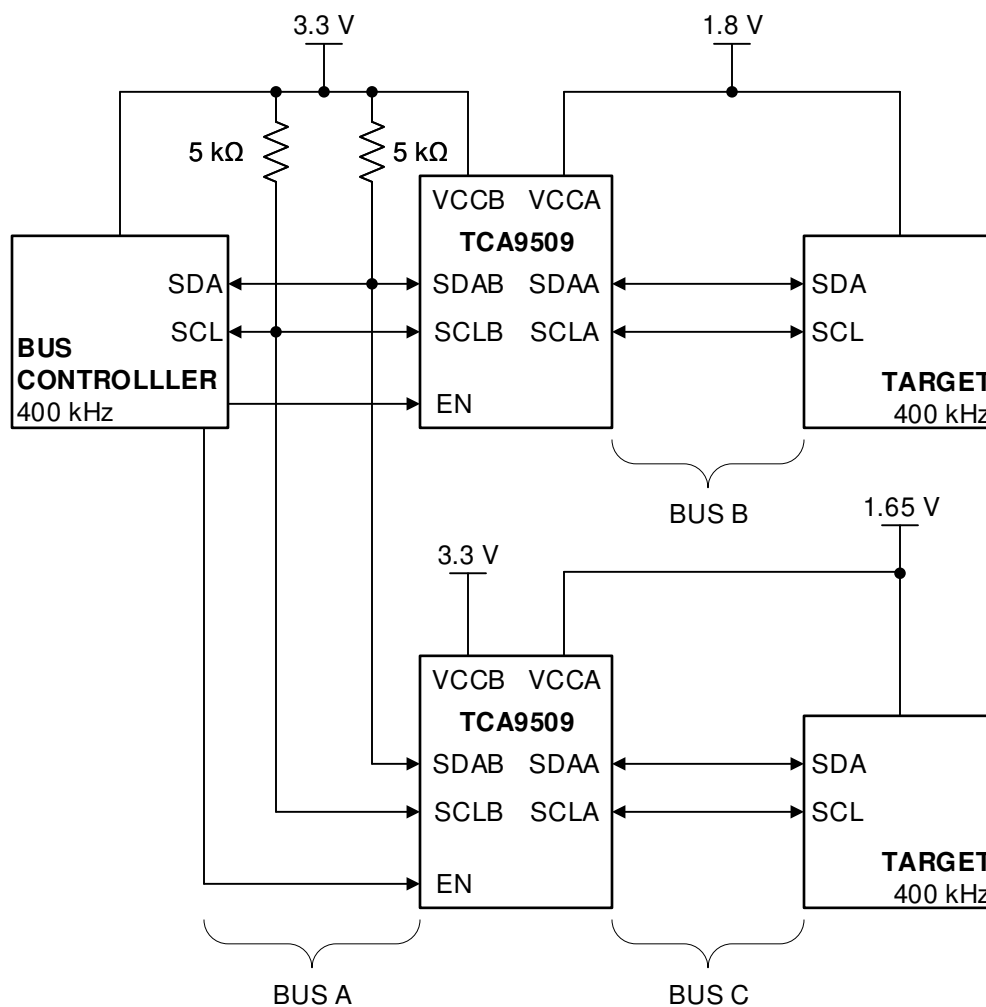 3.3 V
1.8 V
5 kΩ
5 kΩ
VCCB VCCA
TCA9509
SDA
SCL
BUS
CONTROLLLER
400 kHz
SDAB SDAA
SCLB SCLA
EN
SDA
SCL
TARGET
400 kHz
BUS B
3.3 V
1.65 V
VCCB VCCA
TCA9509
SDAB SDAA
SCLB SCLA
EN
SDA
SCL
TARGET
400 kHz
BUS A
BUS C